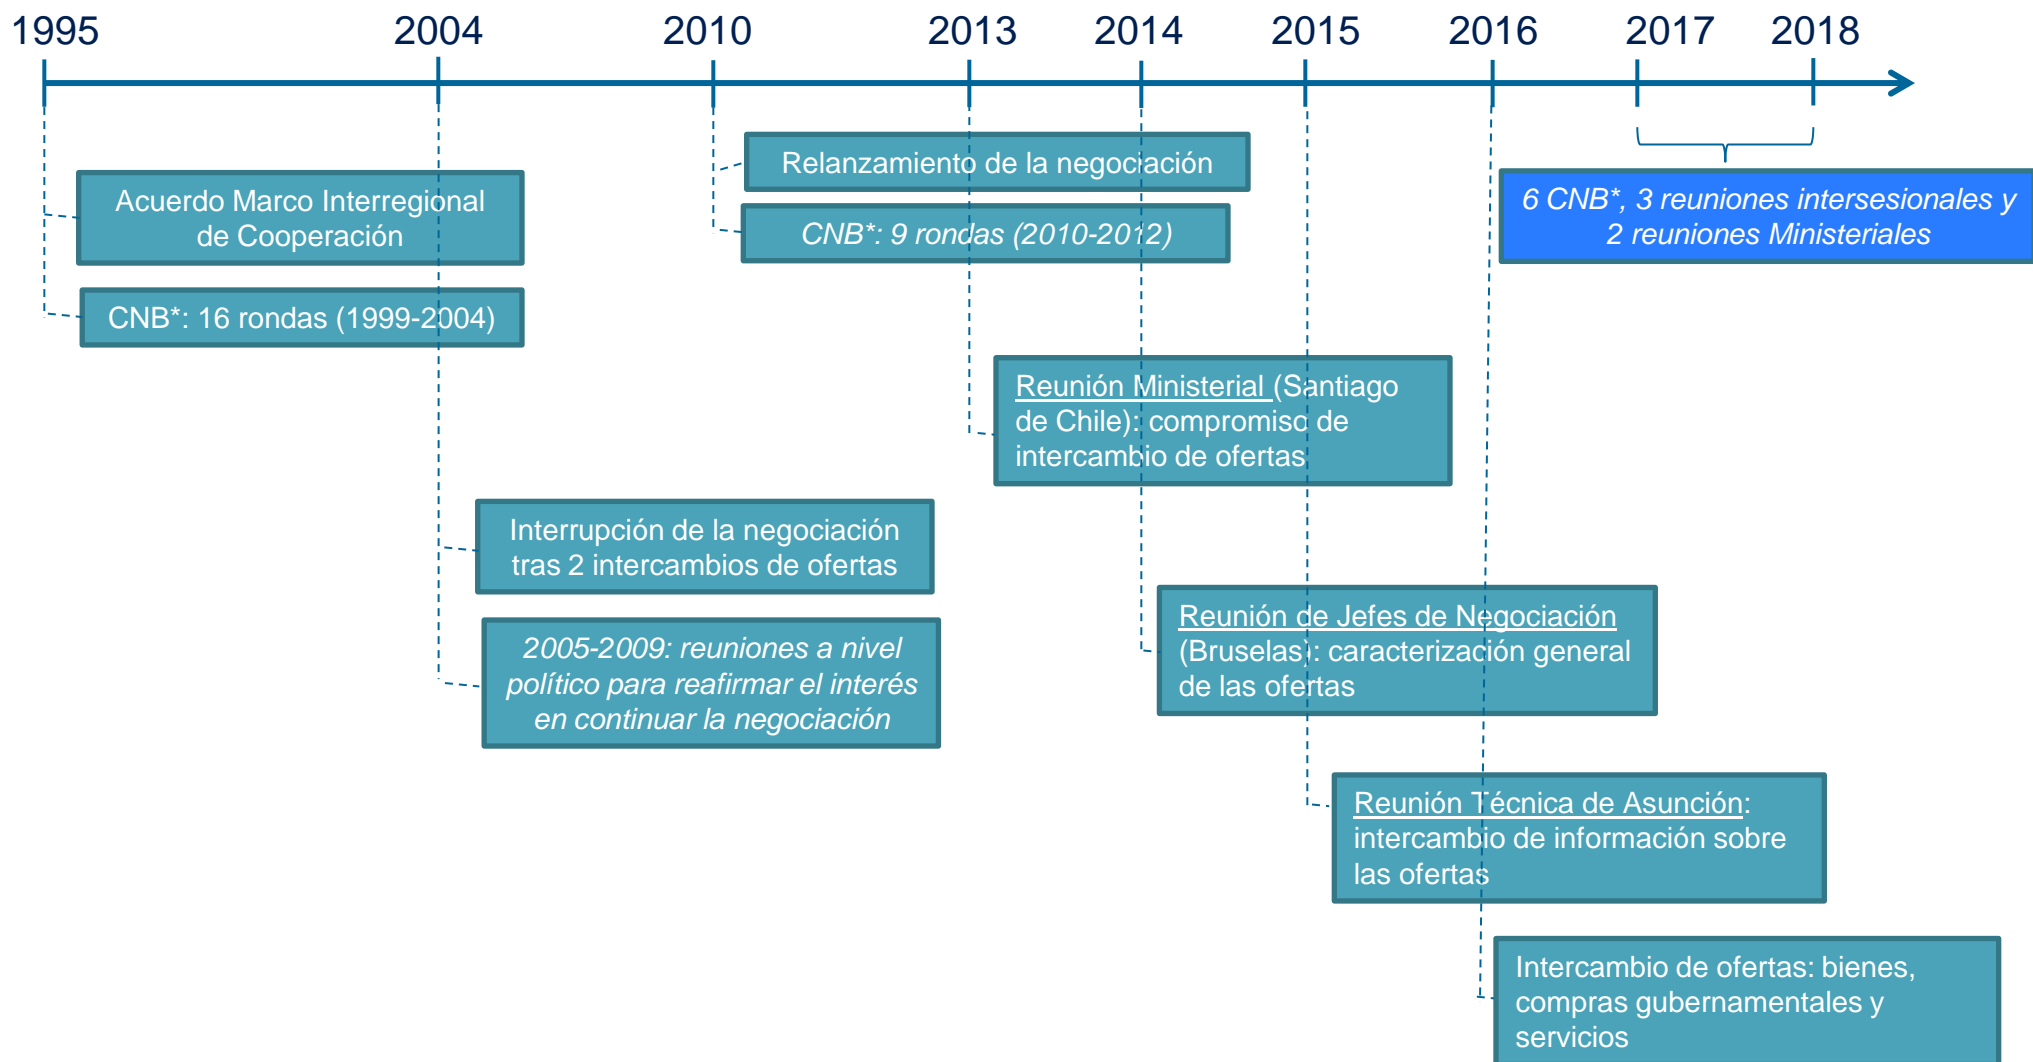 1995 2004 2010 2013 2014 2015 2016 2017 2018
Acuerdo Marco Interregional
de Cooperación
CNB*: 16 rondas (1999-2004)
Interrupción de la negociación
tras 2 intercambios de ofertas
2005-2009: reuniones a nivel
político para reafirmar el interés
en continuar la negociación
Relanzamiento de la negociación
CNB*: 9 rondas (2010-2012)
Reunión Ministerial (Santiago
de Chile): compromiso de
intercambio de ofertas
Reunión de Jefes de Negociación
(Bruselas): caracterización general
de las ofertas
Reunión Técnica de Asunción:
intercambio de información sobre
las ofertas
Intercambio de ofertas: bienes,
compras gubernamentales y
servicios
6 CNB*, 3 reuniones intersesionales y
2 reuniones Ministeriales